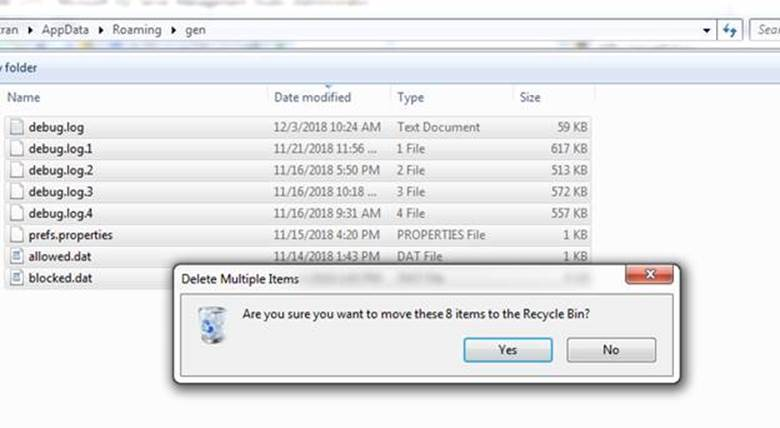 ran ▸ AppData ▸ Roaming ▸ gen Sear
folder
Name Date modified Type Size
debug.log 12/3/2018 10:24 AM Text Document 59 KB
debug.log.1 11/21/2018 11:56 ... 1 File 617 KB
debug.log.2 11/16/2018 5:50 PM 2 File 513 KB
debug.log.3 11/16/2018 10:18 ... 3 File 572 KB
debug.log.4 11/16/2018 9:31 AM 4 File 557 KB
prefs.properties 11/15/2018 4:20 PM PROPERTIES File 1 KB
allowed.dat 11/14/2018 1:43 PM DAT File 1 KB
blocked.dat
Delete Multiple Items
Are you sure you want to move these 8 items to the Recycle Bin?
Yes No